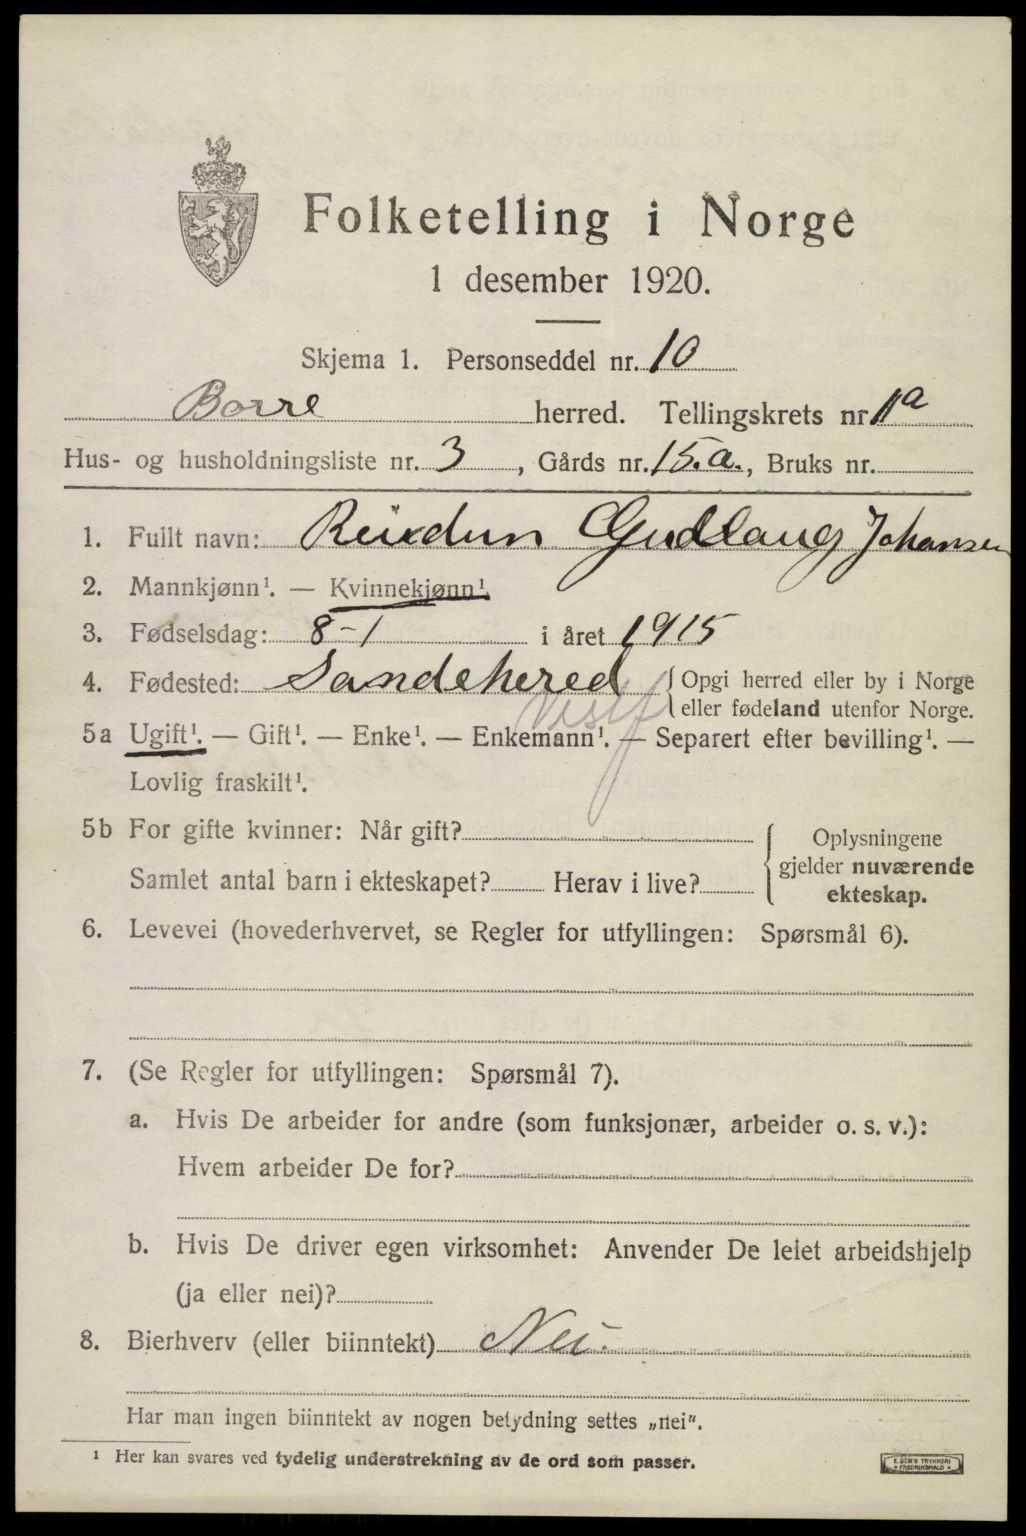 Folketelling i Norge
1 desember 1920.
Skjema 1. Personseddel nr. 10
Borre herred. Tellingskrets nr 11a
Hus- og husholdningsliste nr. 3, Gårds nr. 15.a., Bruks nr.
1. Fullt navn: Reidun Gudlaug Johansen
2. Mannkjønn¹. — Kvinnekjønn¹.
3. Fødselsdag: 8-1 i året 1915
4. Fødested: Sandehered { Opgi herred eller by i Norge
eller fødeland utenfor Norge.
Vestf
5a Ugift¹. — Gift¹. — Enke¹. — Enkemann¹. — Separert efter bevilling¹. —
Lovlig fraskilt¹.
5b For gifte kvinner: Når gift?
Samlet antal barn i ekteskapet? Herav i live?
{ Oplysningene
gjelder nuværende
ekteskap.
6. Levevei (hovederhvervet, se Regler for utfyllingen: Spørsmål 6).
7. (Se Regler for utfyllingen: Spørsmål 7).
a. Hvis De arbeider for andre (som funksjonær, arbeider o. s. v.):
Hvem arbeider De for?
b. Hvis De driver egen virksomhet: Anvender De leiet arbeidshjelp
(ja eller nei)?
8. Bierhverv (eller biinntekt) Nei.
Har man ingen biinntekt av nogen betydning settes „nei".
¹ Her kan svares ved tydelig understrekning av de ord som passer.
E. SEM'S TRYKKERI
• FREDRIKSHALD •